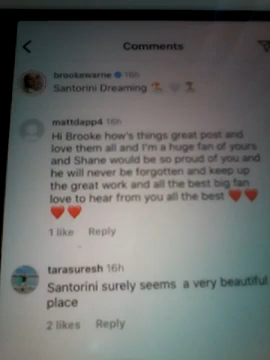 Comments
brookewarne 16h
Santorini Dreaming
mattdapp4 16h
Hi Brooke how's things great post and
love them all and I'm a huge fan of yours
and Shane would be so proud of you and
he will never be forgotten and keep up
the great work and all the best big fan
love to hear from you all the best ❤️❤️
❤️❤️
1 like Reply
tarasuresh 16h
Santorini surely seems a very beautiful
place
2 likes Reply